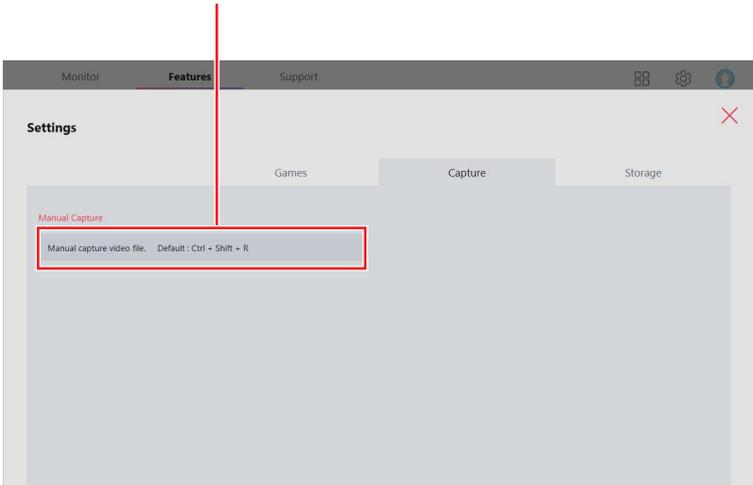 Monitor Features Support
Settings
Games Capture Storage
Manual Capture
Manual capture video file. Default : Ctrl + Shift + R